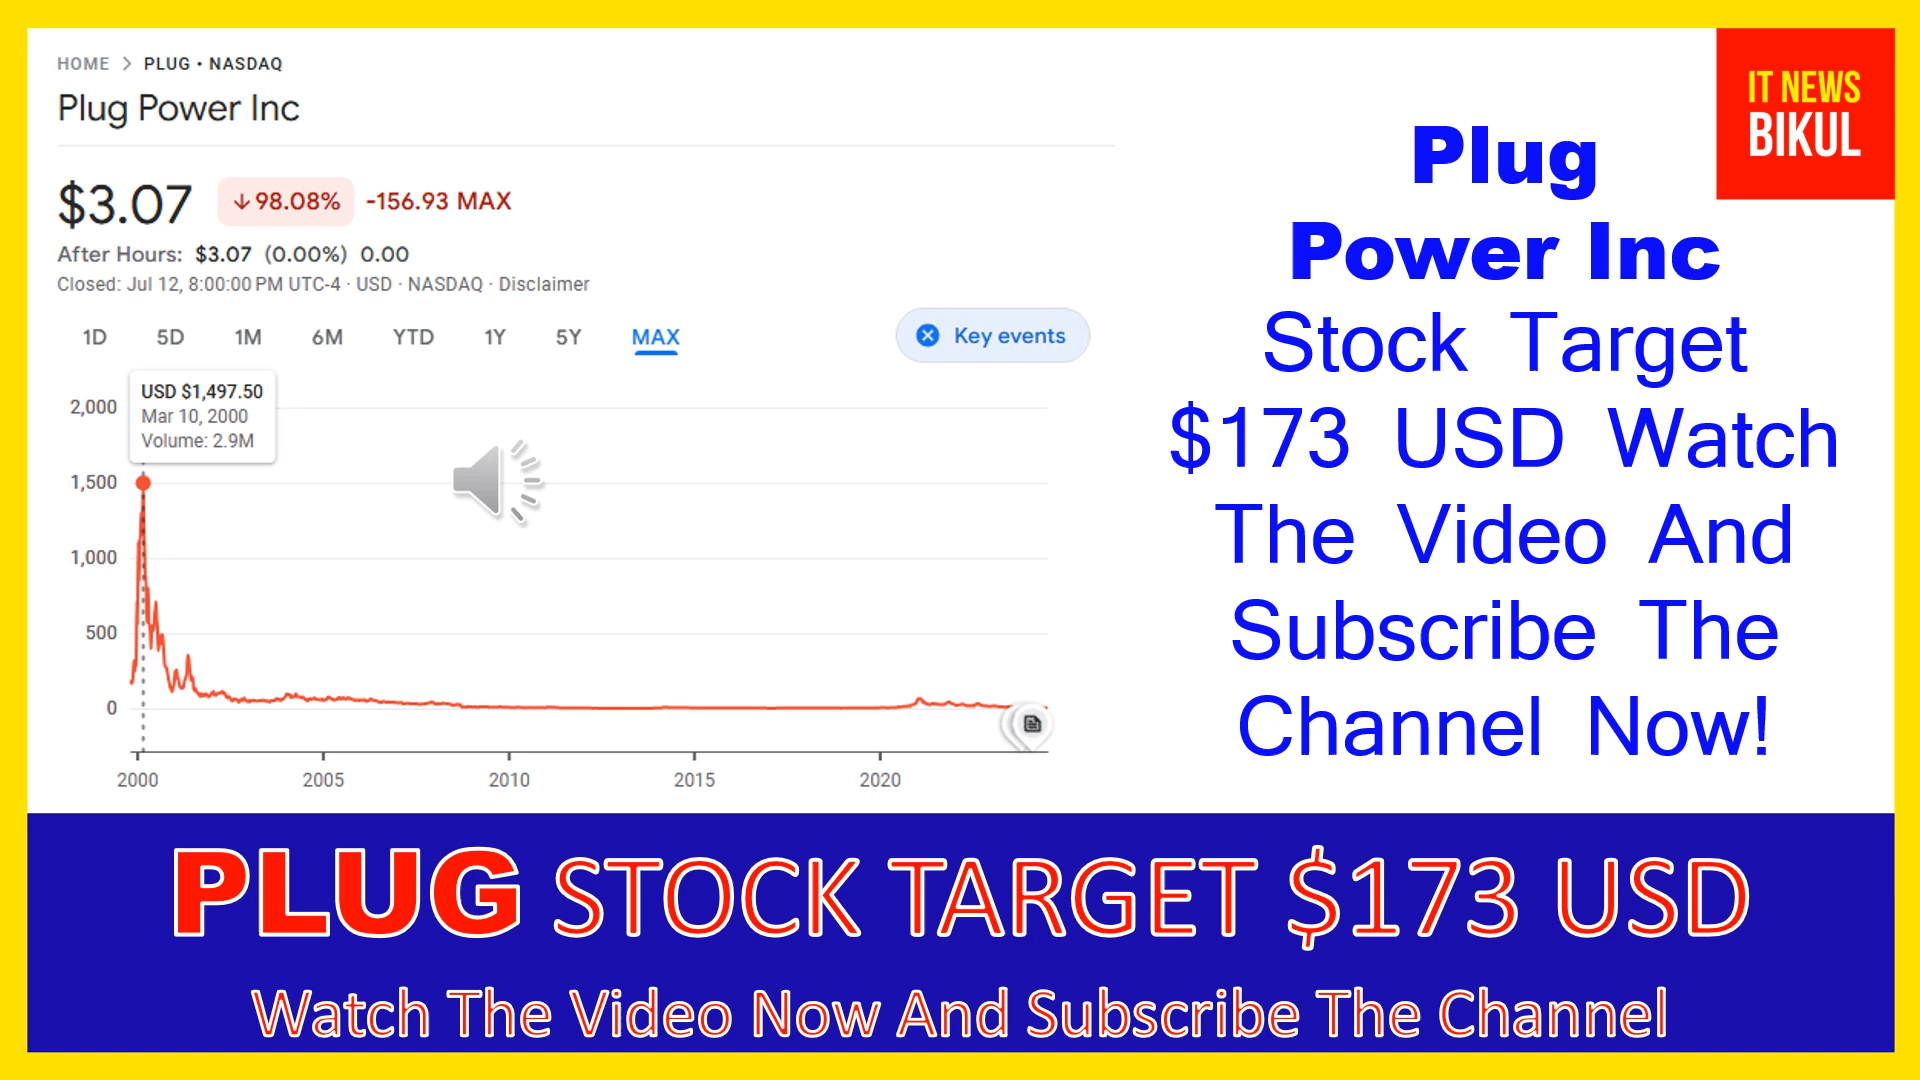 HOME > PLUG • NASDAQ
Plug Power Inc
$3.07 ↓98.08% -156.93 MAX
After Hours: $3.07 (0.00%) 0.00
Closed: Jul 12, 8:00:00 PM UTC-4 · USD · NASDAQ · Disclaimer
1D 5D 1M 6M YTD 1Y 5Y MAX
Key events
USD $1,497.50
Mar 10, 2000
Volume: 2.9M
2,000
1,500
1,000
500
0
2000 2005 2010 2015 2020
IT NEWS
BIKUL
Plug
Power Inc
Stock Target
$173 USD Watch
The Video And
Subscribe The
Channel Now!
PLUG STOCK TARGET $173 USD
Watch The Video Now And Subscribe The Channel